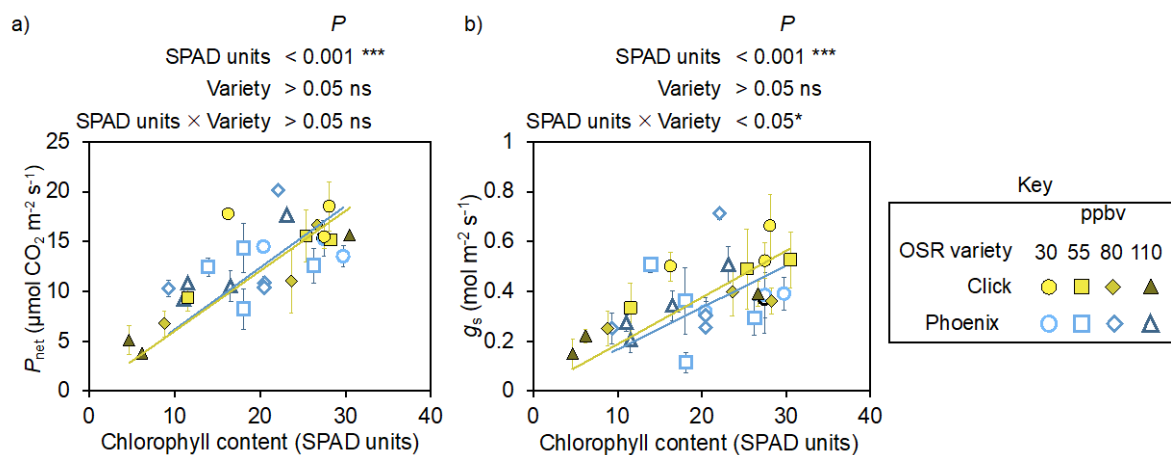 a)
P
SPAD units < 0.001 ***
Variety > 0.05 ns
SPAD units × Variety > 0.05 ns
25
20
15
10
5
0
P_net (µmol CO₂ m⁻² s⁻¹)
0 10 20 30 40
Chlorophyll content (SPAD units)
b)
P
SPAD units < 0.001 ***
Variety > 0.05 ns
SPAD units × Variety < 0.05*
1
0.8
0.6
0.4
0.2
0
g_s (mol m⁻² s⁻¹)
0 10 20 30 40
Chlorophyll content (SPAD units)
Key
ppbv
OSR variety 30 55 80 110
Click
Phoenix